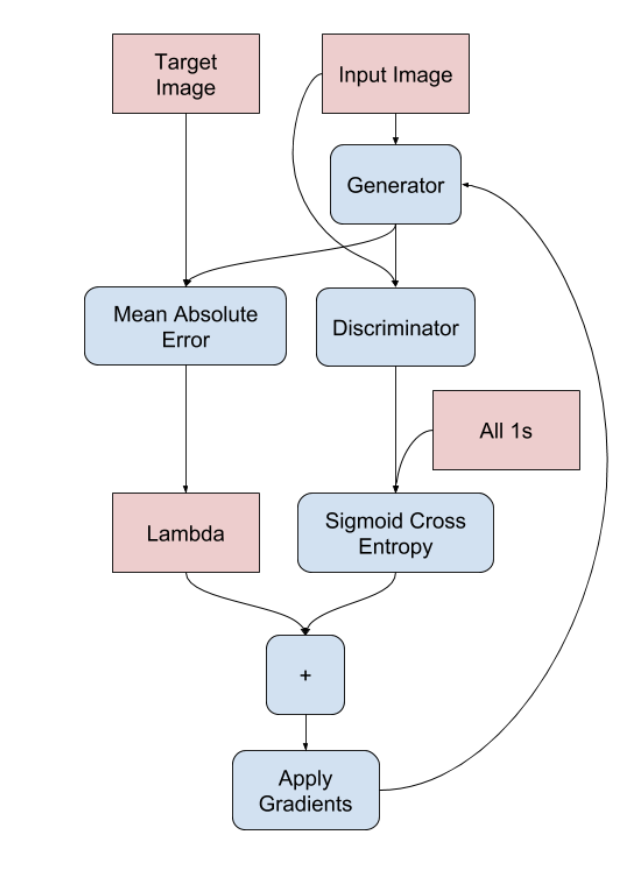 Target
Image
Input Image
Generator
Mean Absolute
Error
Discriminator
All 1s
Lambda
Sigmoid Cross
Entropy
+
Apply
Gradients